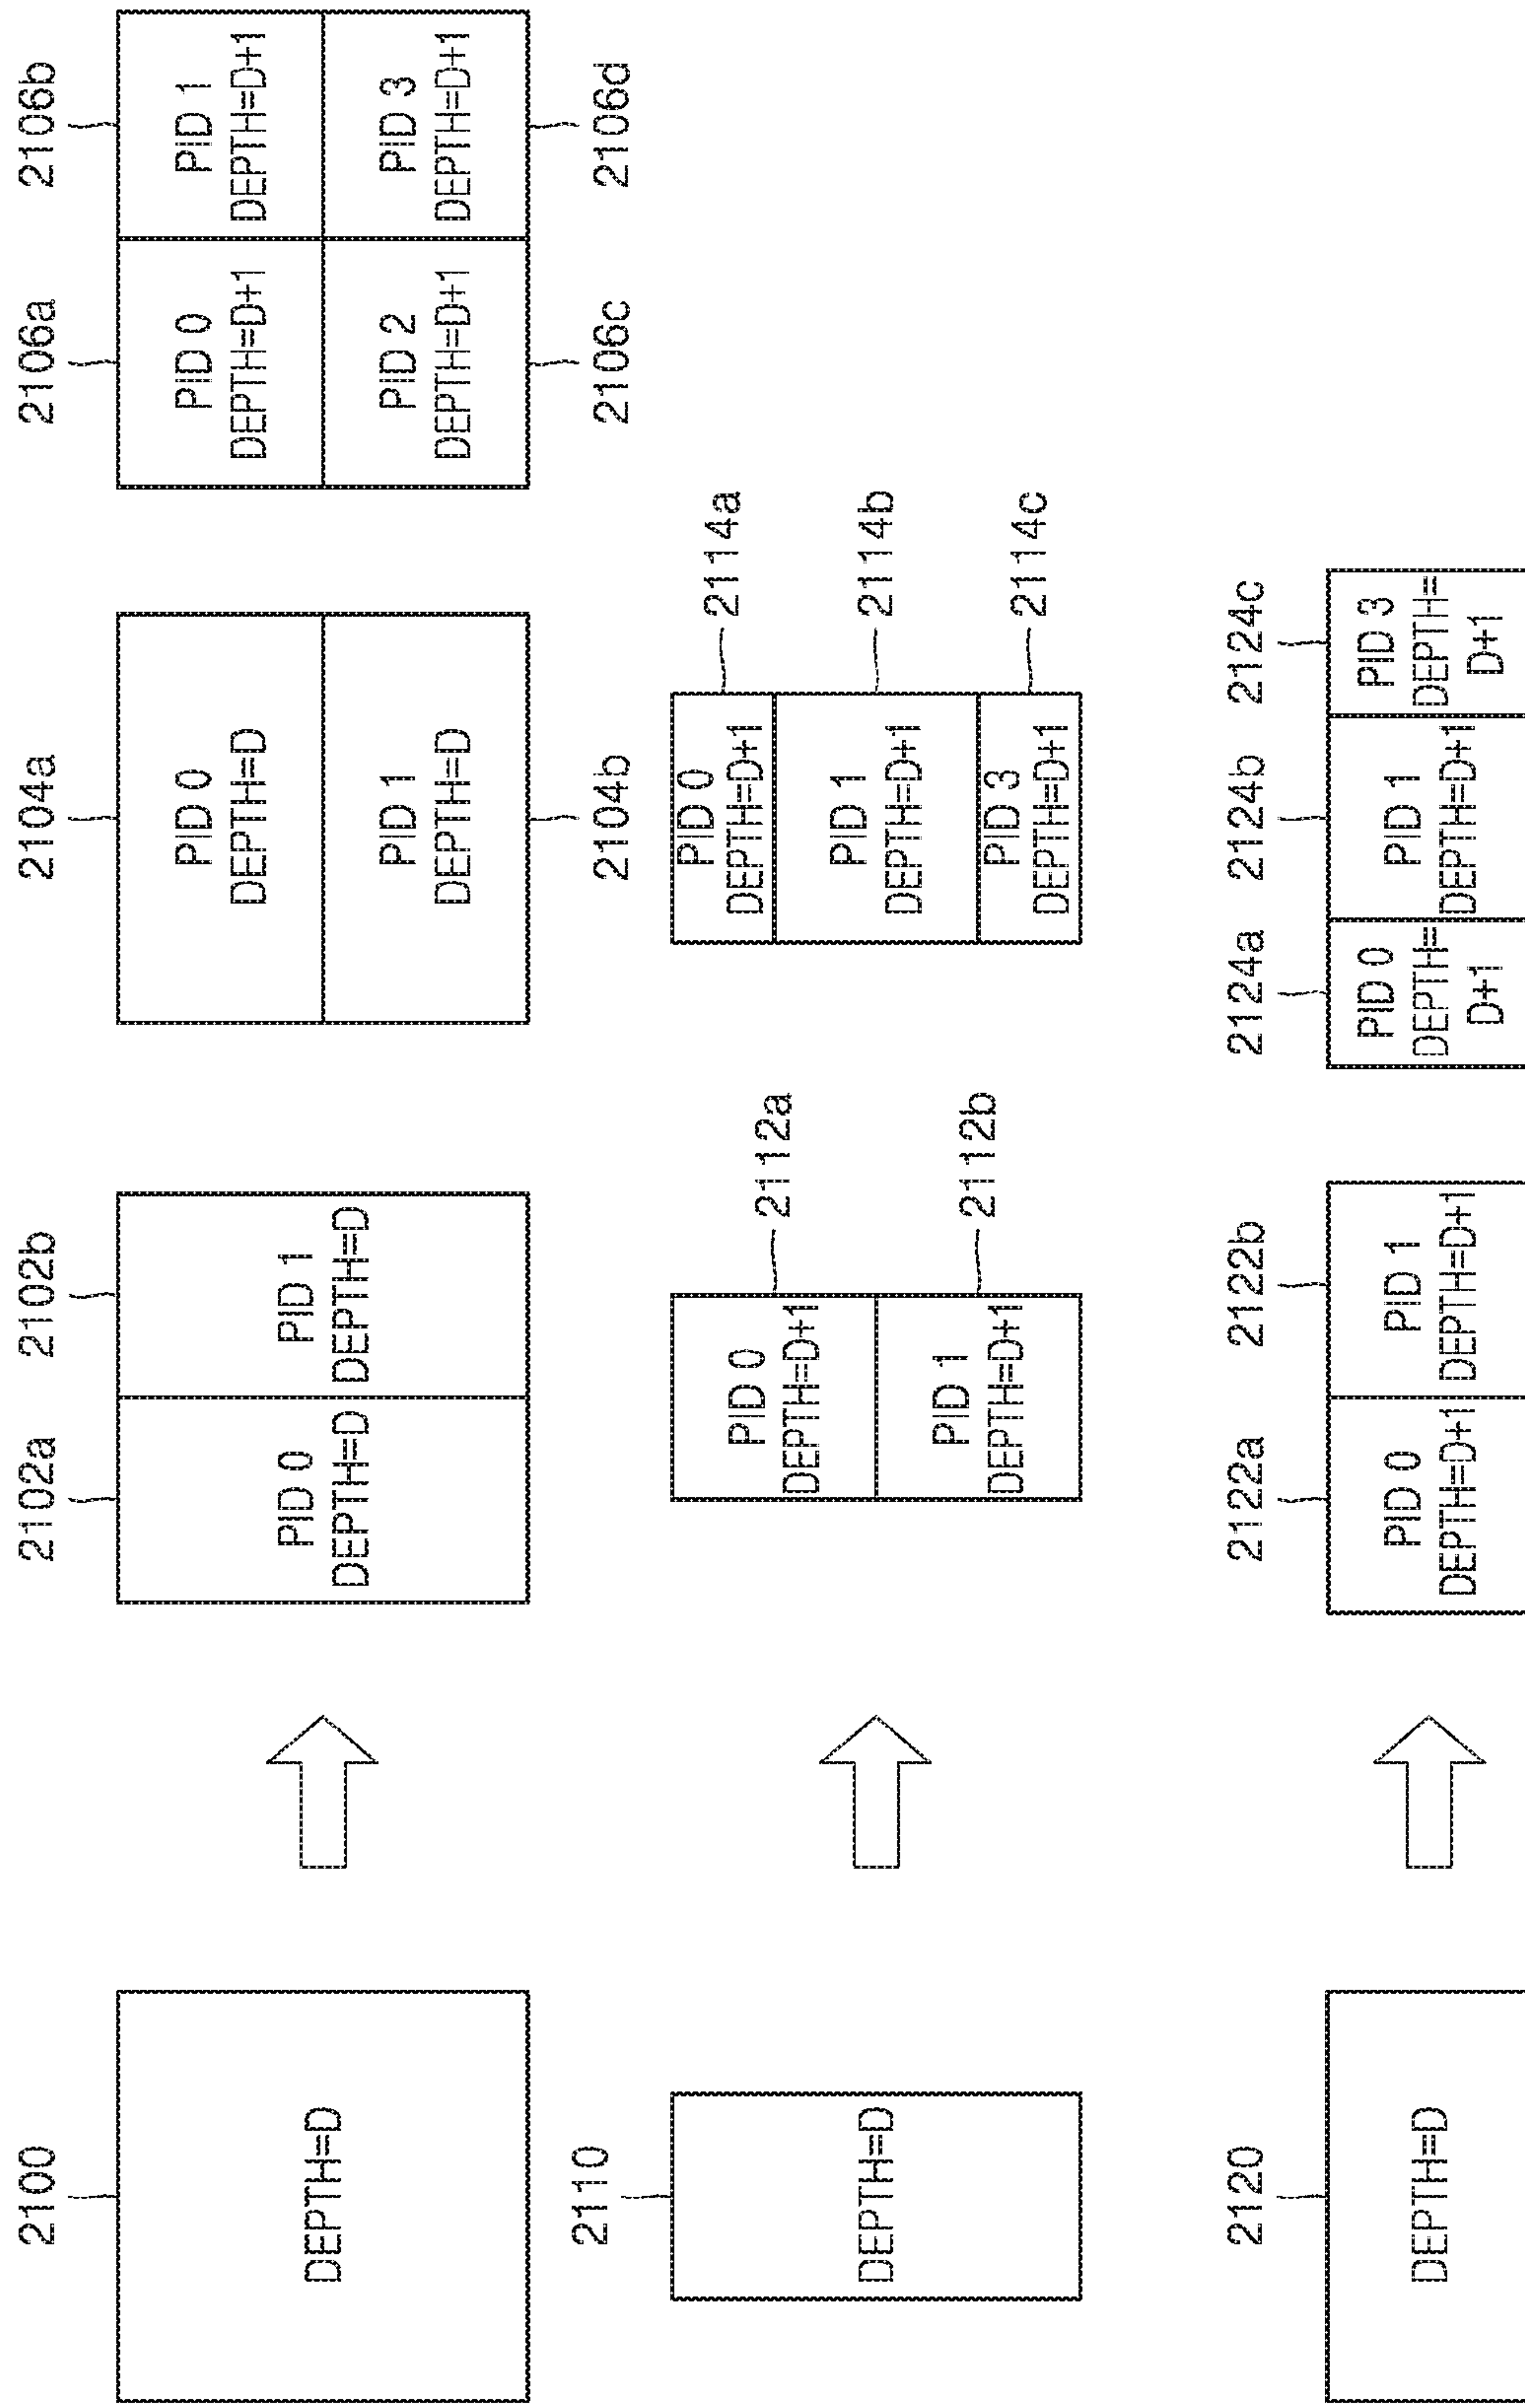 2100
DEPTH=D
2102a
2102b
PID 0
DEPTH=D
PID 1
DEPTH=D
2104a
PID 0
DEPTH=D
PID 1
DEPTH=D
2104b
2106a
2106b
PID 0
DEPTH=D+1
PID 1
DEPTH=D+1
PID 2
DEPTH=D+1
PID 3
DEPTH=D+1
2106c
2106d
2110
DEPTH=D
PID 0
DEPTH=D+1
2112a
PID 1
DEPTH=D+1
2112b
PID 0
DEPTH=D+1
2114a
PID 1
DEPTH=D+1
2114b
PID 3
DEPTH=D+1
2114c
2120
DEPTH=D
2122a
2122b
PID 0
DEPTH=D+1
PID 1
DEPTH=D+1
2124a
2124b
2124c
PID 0
DEPTH=
D+1
PID 1
DEPTH=D+1
PID 3
DEPTH=
D+1